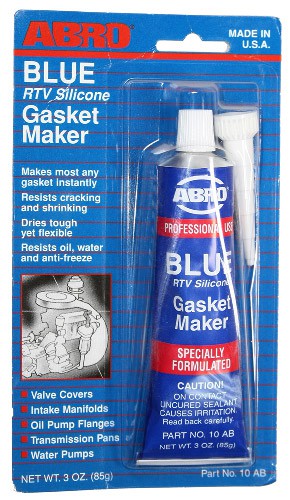 ABRO
MADE IN
U.S.A.
BLUE
RTV Silicone
Gasket
Maker
Makes most any
gasket instantly
Resists cracking
and shrinking
Dries tough
yet flexible
Resists oil, water
and anti-freeze
• Valve Covers
• Intake Manifolds
• Oil Pump Flanges
• Transmission Pans
• Water Pumps
NET. WT. 3 OZ. (85g)
ABRO
PROFESSIONAL USE
BLUE
RTV Silicone
Gasket
Maker
SPECIALLY
FORMULATED
CAUTION!
ON CONTACT
UNCURED SEALANT
CAUSES IRRITATION
Read back carefully.
PART NO. 10 AB
NET WT. 3 OZ. (85g)
Part No. 10 AB